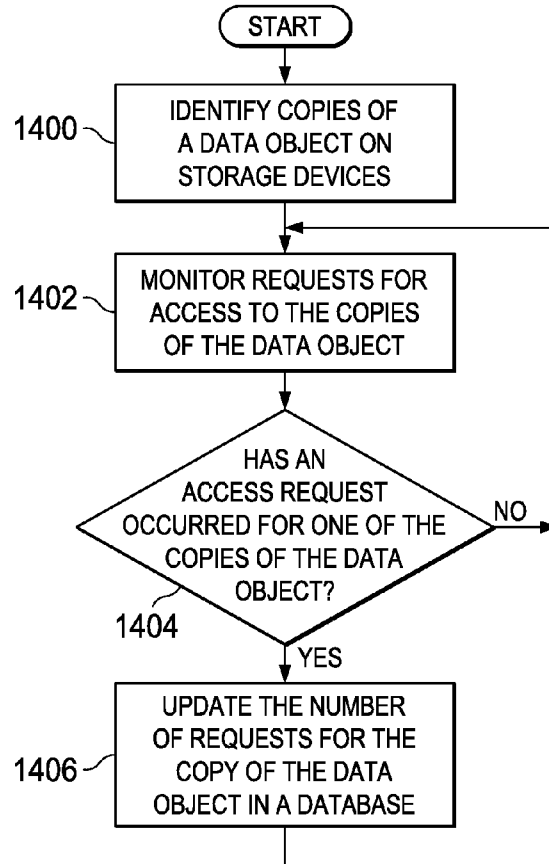 START
1400
IDENTIFY COPIES OF
A DATA OBJECT ON
STORAGE DEVICES
1402
MONITOR REQUESTS FOR
ACCESS TO THE COPIES
OF THE DATA OBJECT
HAS AN
ACCESS REQUEST
OCCURRED FOR ONE OF THE
COPIES OF THE DATA
OBJECT?
NO
1404
YES
1406
UPDATE THE NUMBER
OF REQUESTS FOR THE
COPY OF THE DATA
OBJECT IN A DATABASE